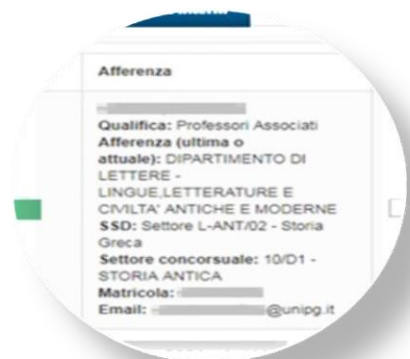 Afferenza
Qualifica: Professori Associati
Afferenza (ultima o
attuale): DIPARTIMENTO DI
LETTERE -
LINGUE,LETTERATURE E
CIVILTA' ANTICHE E MODERNE
SSD: Settore L-ANT/02 - Storia
Greca
Settore concorsuale: 10/D1 -
STORIA ANTICA
Matricola:
Email: @unipg.it